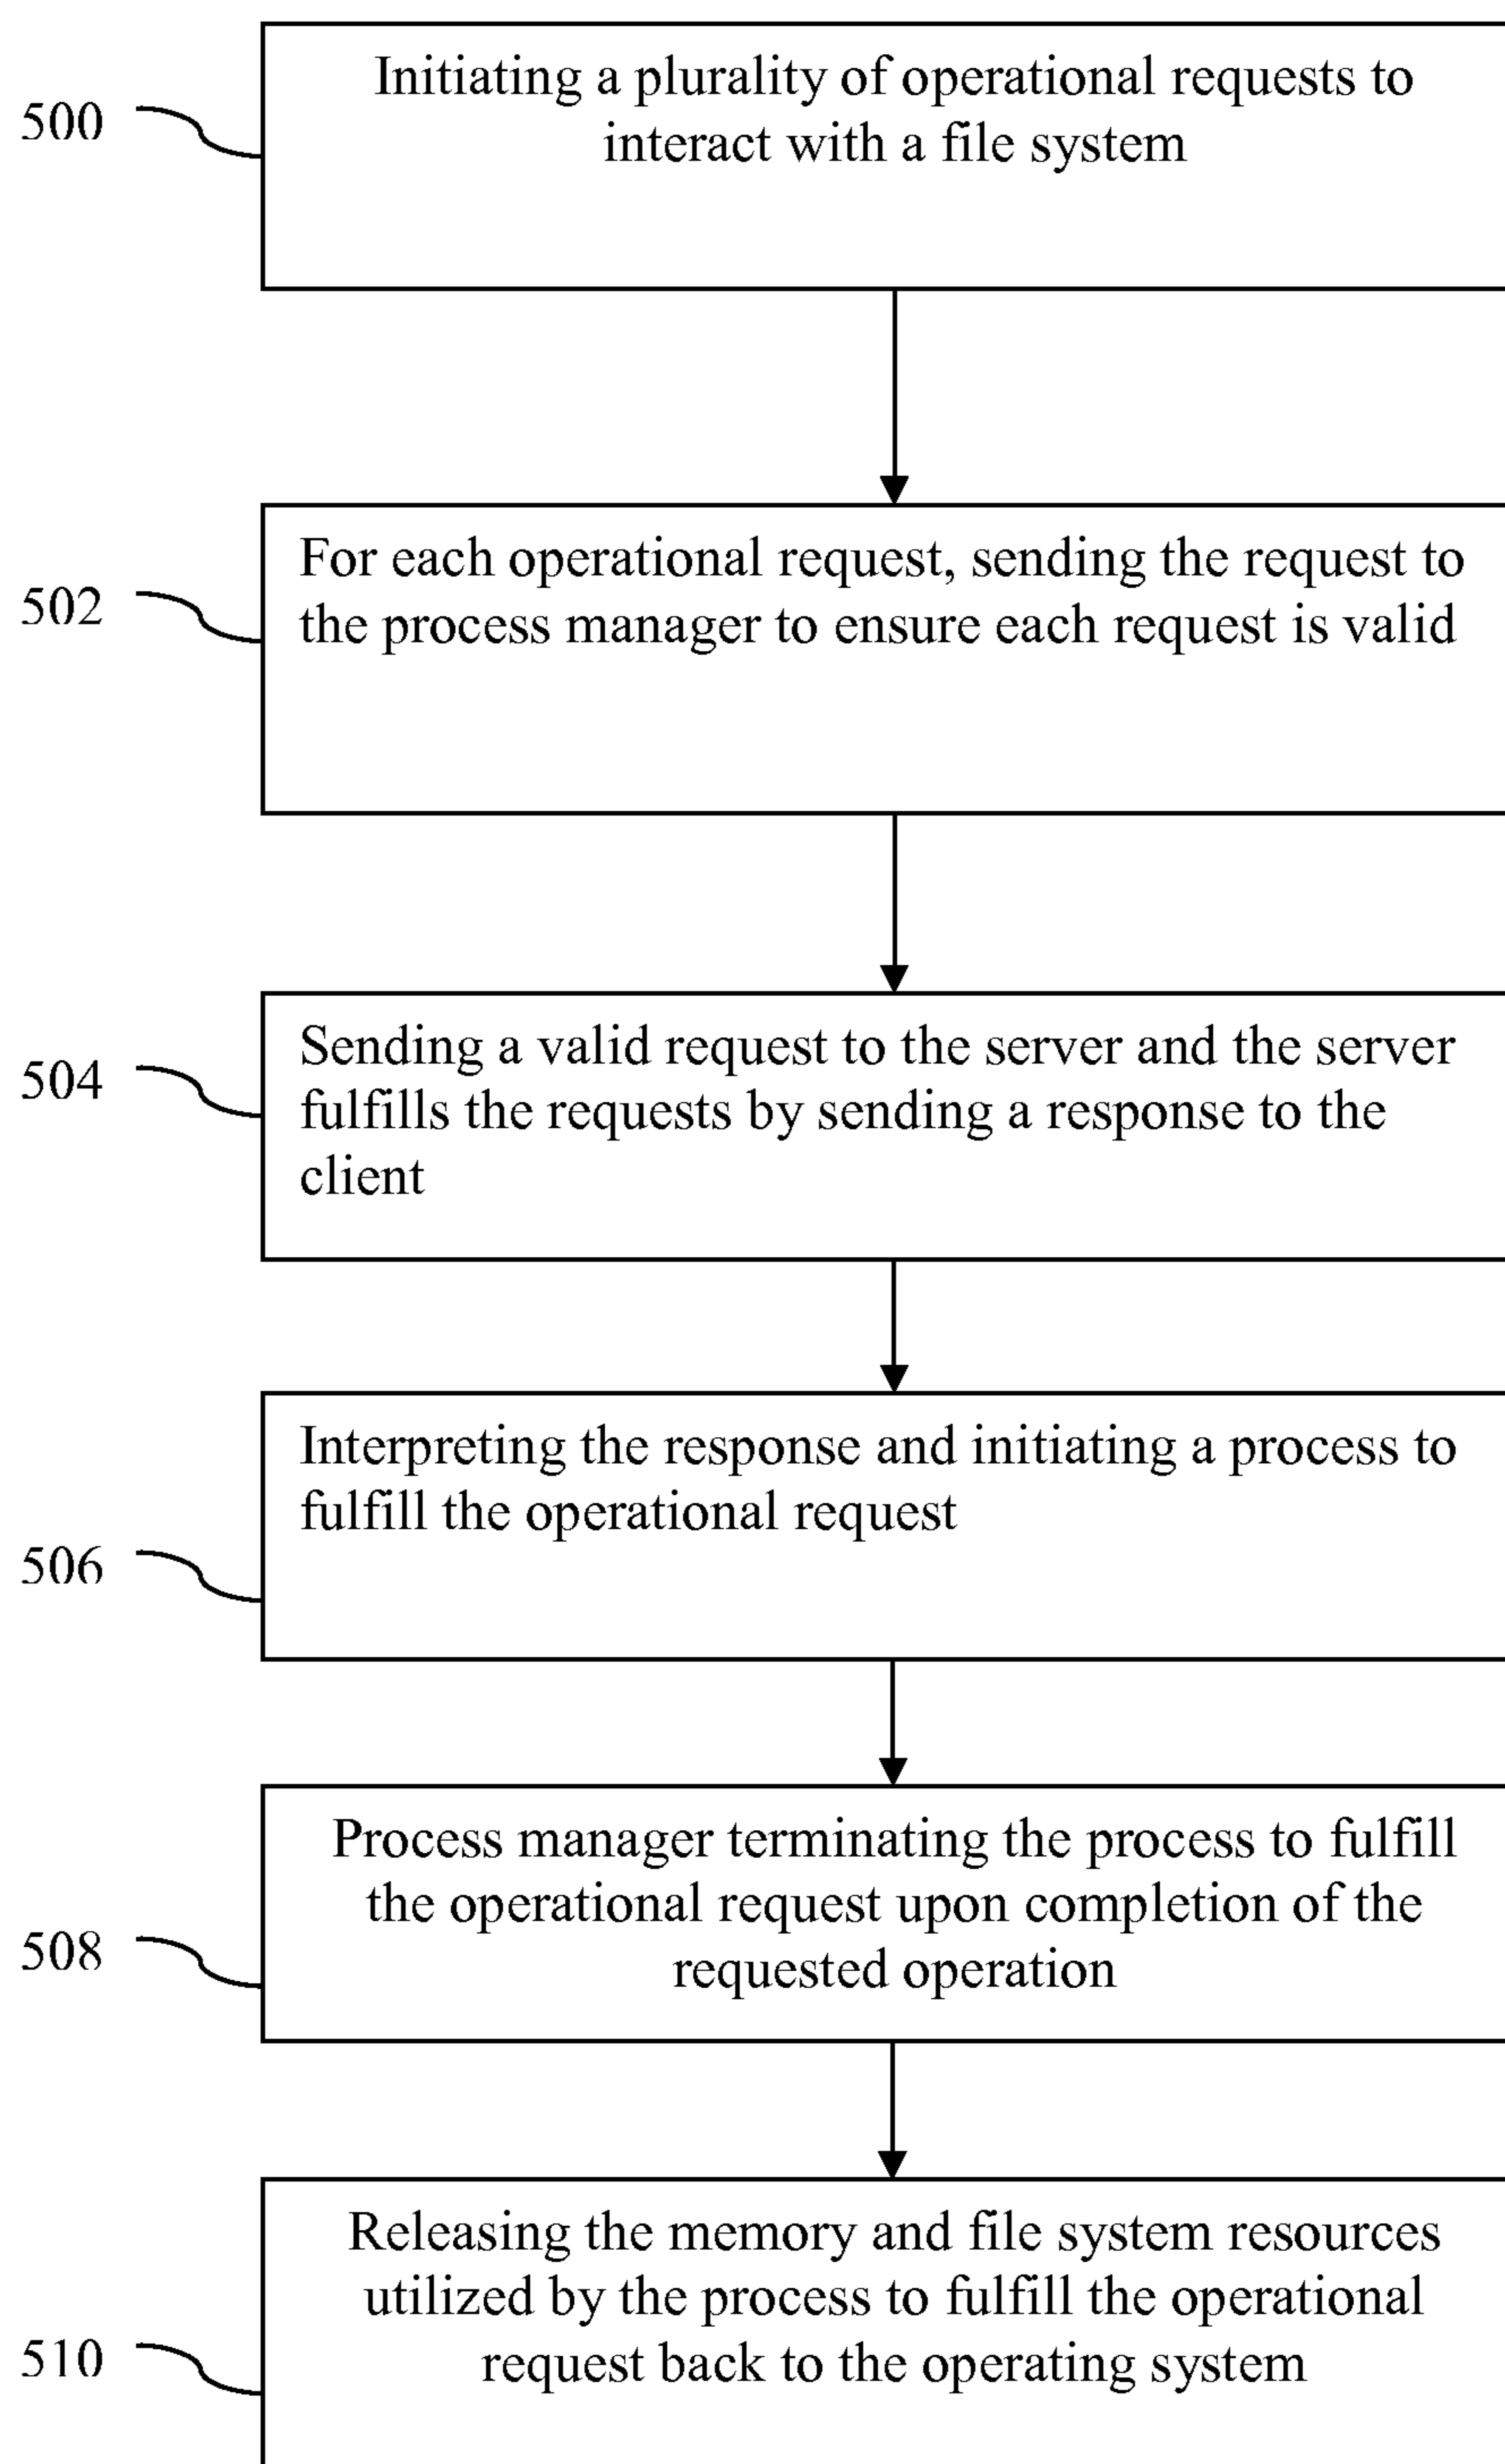 Initiating a plurality of operational requests to
interact with a file system
500
For each operational request, sending the request to
the process manager to ensure each request is valid
502
Sending a valid request to the server and the server
fulfills the requests by sending a response to the
client
504
Interpreting the response and initiating a process to
fulfill the operational request
506
Process manager terminating the process to fulfill
the operational request upon completion of the
requested operation
508
Releasing the memory and file system resources
utilized by the process to fulfill the operational
request back to the operating system
510